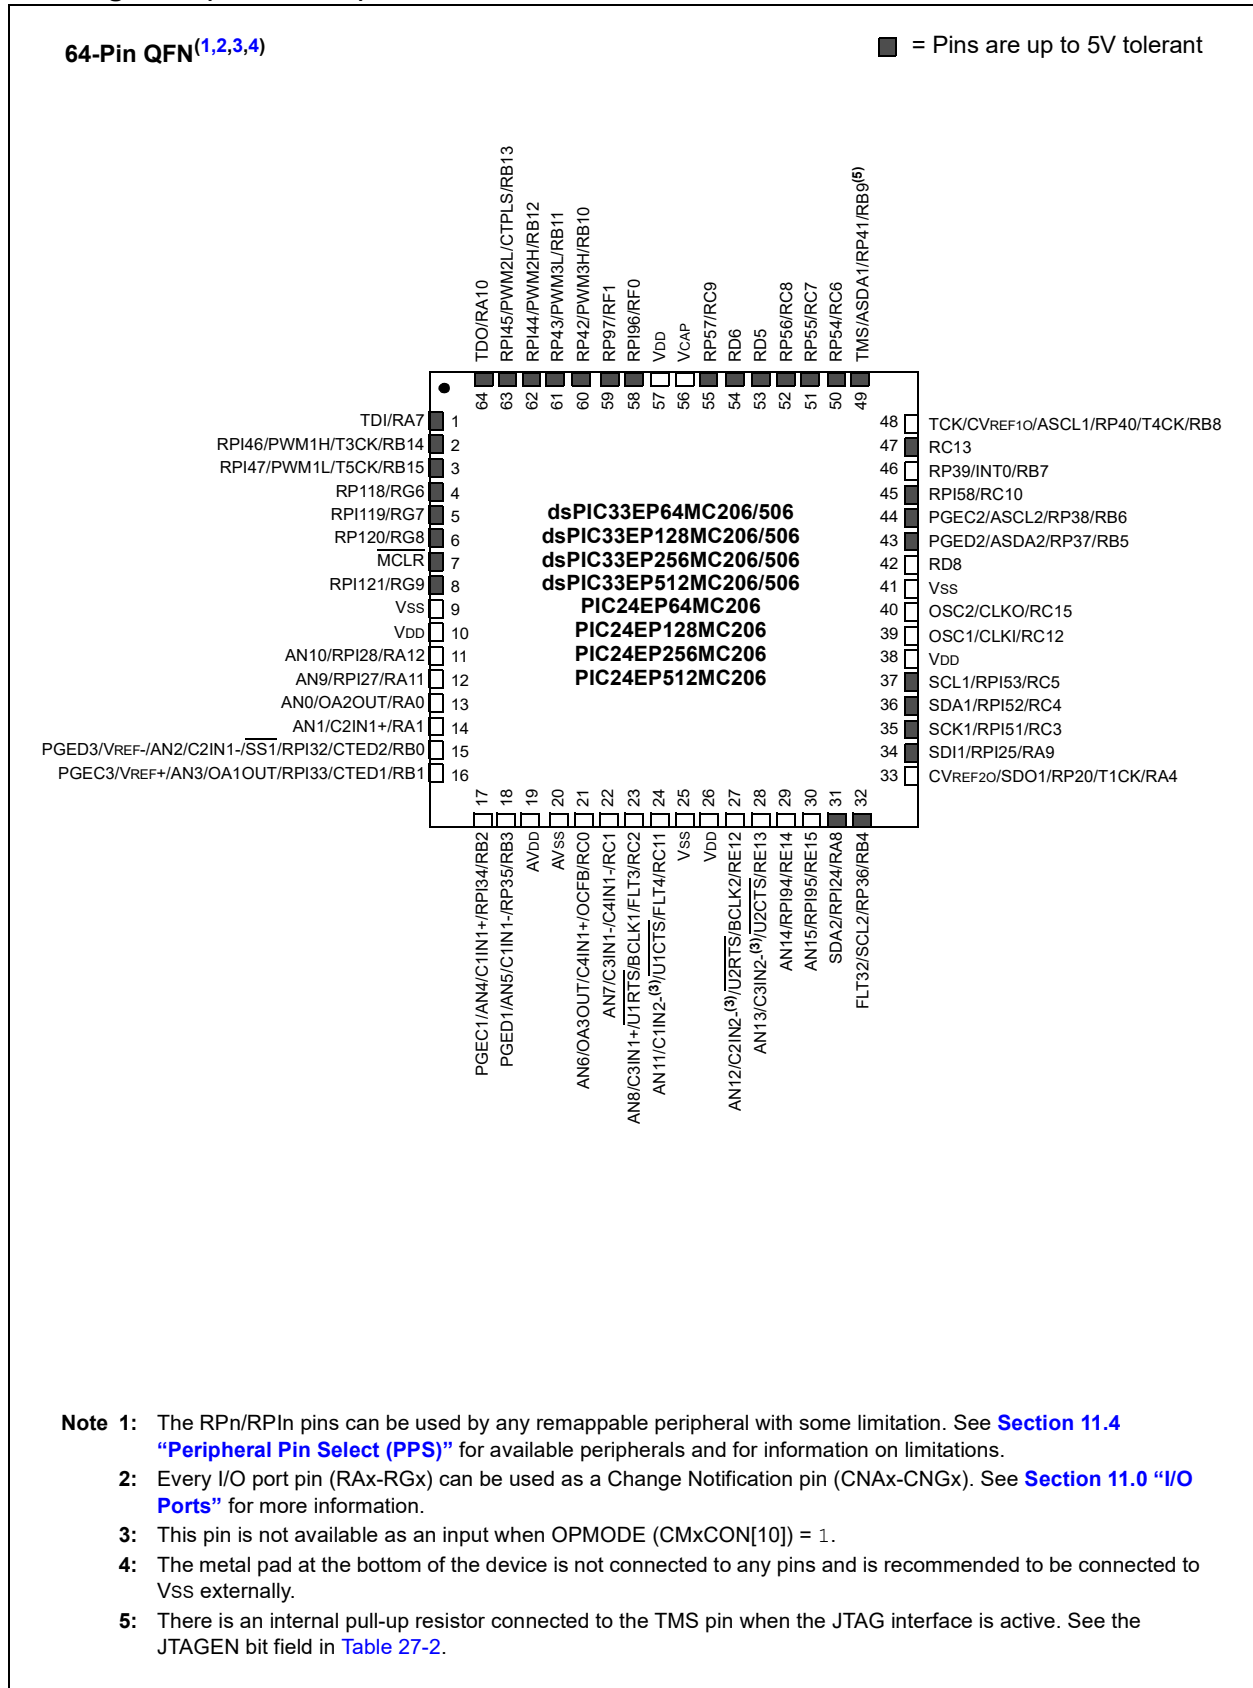 64-Pin QFN(1,2,3,4)
= Pins are up to 5V tolerant
TDO/RA10
RPI45/PWM2L/CTPLS/RB13
RPI44/PWM2H/RB12
RP43/PWM3L/RB11
RP42/PWM3H/RB10
RP97/RF1
RPI96/RF0
VDD
VCAP
RP57/RC9
RD6
RD5
RP56/RC8
RP55/RC7
RP54/RC6
TMS/ASDA1/RP41/RB9(5)
64 63 62 61 60 59 58 57 56 55 54 53 52 51 50 49
TDI/RA7 1
RPI46/PWM1H/T3CK/RB14 2
RPI47/PWM1L/T5CK/RB15 3
RP118/RG6 4
RPI119/RG7 5
RP120/RG8 6
MCLR 7
RPI121/RG9 8
VSS 9
VDD 10
AN10/RPI28/RA12 11
AN9/RPI27/RA11 12
AN0/OA2OUT/RA0 13
AN1/C2IN1+/RA1 14
PGED3/VREF-/AN2/C2IN1-/SS1/RPI32/CTED2/RB0 15
PGEC3/VREF+/AN3/OA1OUT/RPI33/CTED1/RB1 16
dsPIC33EP64MC206/506
dsPIC33EP128MC206/506
dsPIC33EP256MC206/506
dsPIC33EP512MC206/506
PIC24EP64MC206
PIC24EP128MC206
PIC24EP256MC206
PIC24EP512MC206
48 TCK/CVREF1O/ASCL1/RP40/T4CK/RB8
47 RC13
46 RP39/INT0/RB7
45 RPI58/RC10
44 PGEC2/ASCL2/RP38/RB6
43 PGED2/ASDA2/RP37/RB5
42 RD8
41 VSS
40 OSC2/CLKO/RC15
39 OSC1/CLKI/RC12
38 VDD
37 SCL1/RPI53/RC5
36 SDA1/RPI52/RC4
35 SCK1/RPI51/RC3
34 SDI1/RPI25/RA9
33 CVREF2O/SDO1/RP20/T1CK/RA4
17 18 19 20 21 22 23 24 25 26 27 28 29 30 31 32
PGEC1/AN4/C1IN1+/RPI34/RB2
PGED1/AN5/C1IN1-/RP35/RB3
AVDD
AVSS
AN6/OA3OUT/C4IN1+/OCFB/RC0
AN7/C3IN1-/C4IN1-/RC1
AN8/C3IN1+/U1RTS/BCLK1/FLT3/RC2
AN11/C1IN2-(3)/U1CTS/FLT4/RC11
VSS
VDD
AN12/C2IN2-(3)/U2RTS/BCLK2/RE12
AN13/C3IN2-(3)/U2CTS/RE13
AN14/RPI94/RE14
AN15/RPI95/RE15
SDA2/RPI24/RA8
FLT32/SCL2/RP36/RB4
Note 1: The RPn/RPIn pins can be used by any remappable peripheral with some limitation. See Section 11.4
“Peripheral Pin Select (PPS)” for available peripherals and for information on limitations.
2: Every I/O port pin (RAx-RGx) can be used as a Change Notification pin (CNAx-CNGx). See Section 11.0 “I/O
Ports” for more information.
3: This pin is not available as an input when OPMODE (CMxCON[10]) = 1.
4: The metal pad at the bottom of the device is not connected to any pins and is recommended to be connected to
VSS externally.
5: There is an internal pull-up resistor connected to the TMS pin when the JTAG interface is active. See the
JTAGEN bit field in Table 27-2.